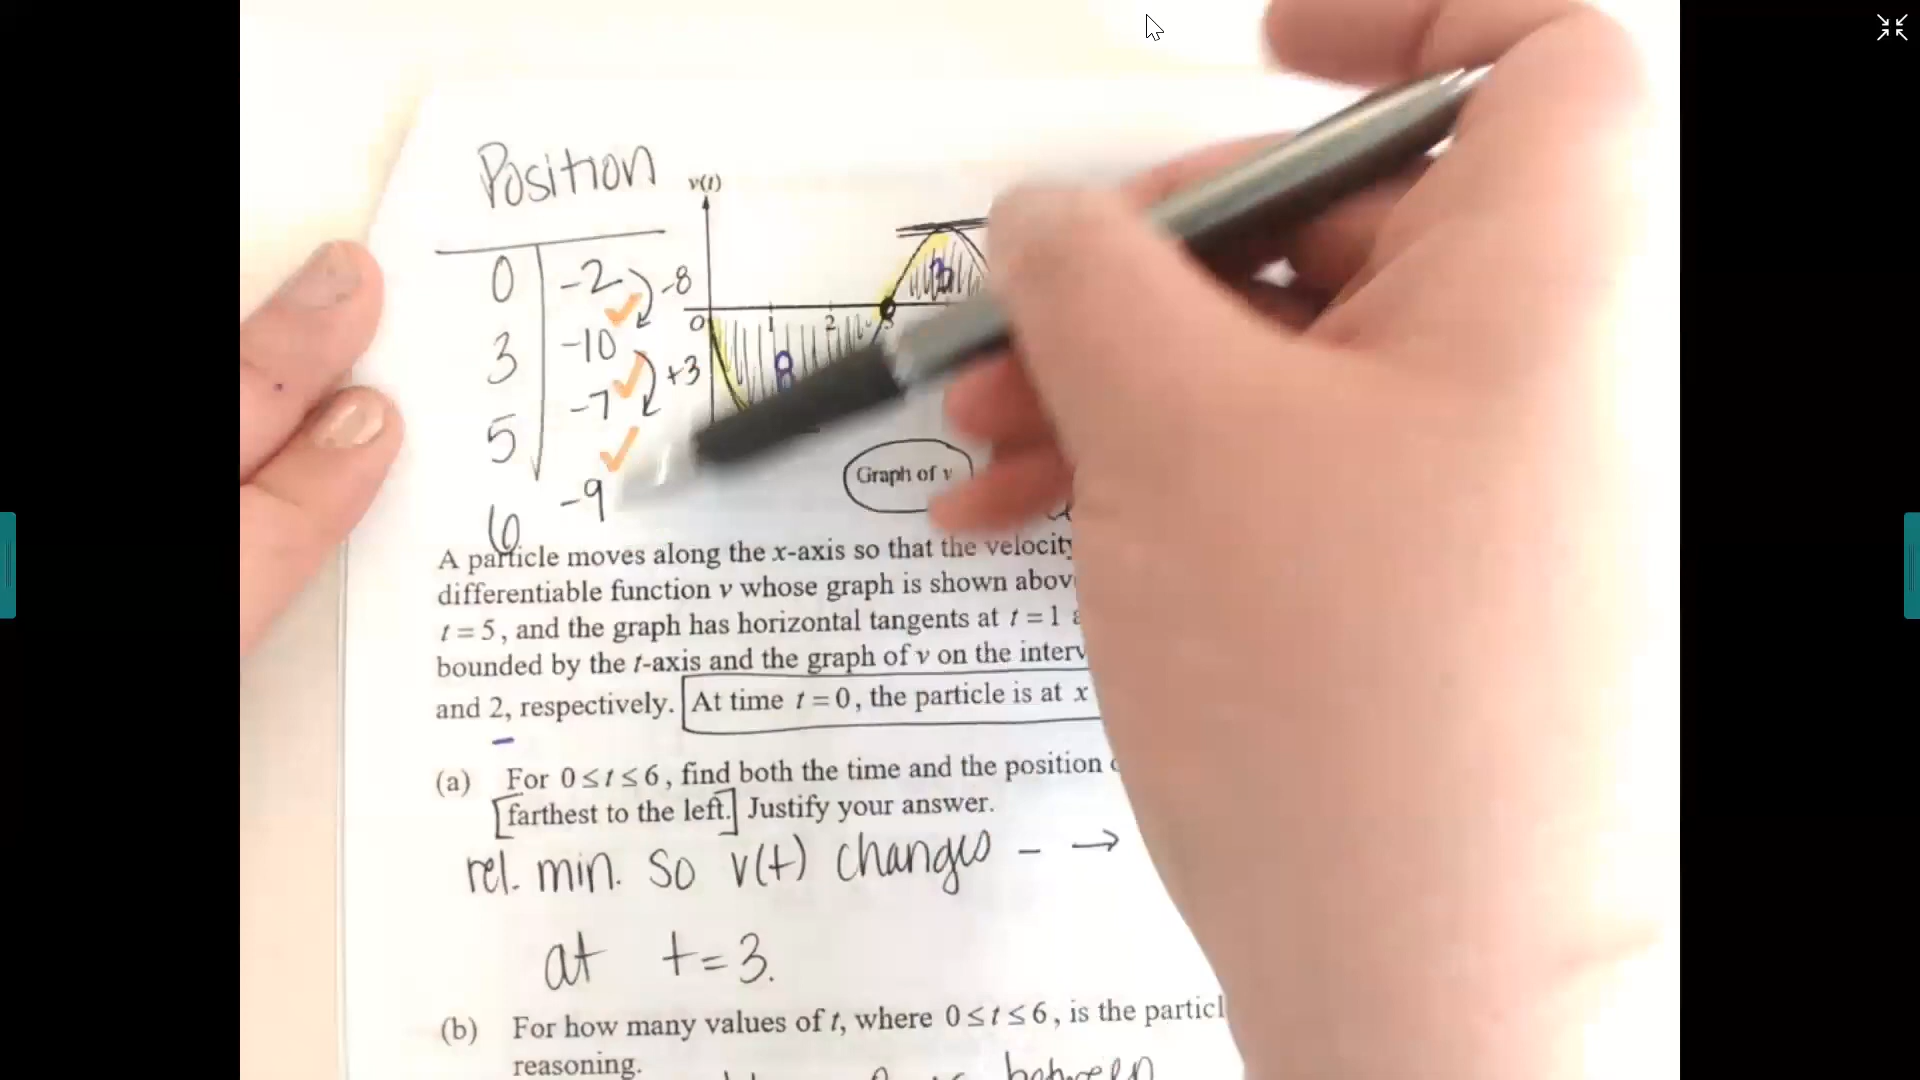 Position
v(t)
0 -2 -8
3 -10
-7 +3
5
6 -9
O 1 2 3
8
3
Graph of v
A particle moves along the x-axis so that the velocity
differentiable function v whose graph is shown
t = 5, and the graph has horizontal tangents at t = 1
bounded by the t-axis and the graph of v on the
and 2, respectively. At time t = 0, the particle is at x
(a) For 0 ≤ t ≤ 6, find both the time and the position
farthest to the left. Justify your answer.
rel. min. so v(t) changes - →
at t = 3.
(b) For how many values of t, where 0 ≤ t ≤ 6, is the
reasoning.
between